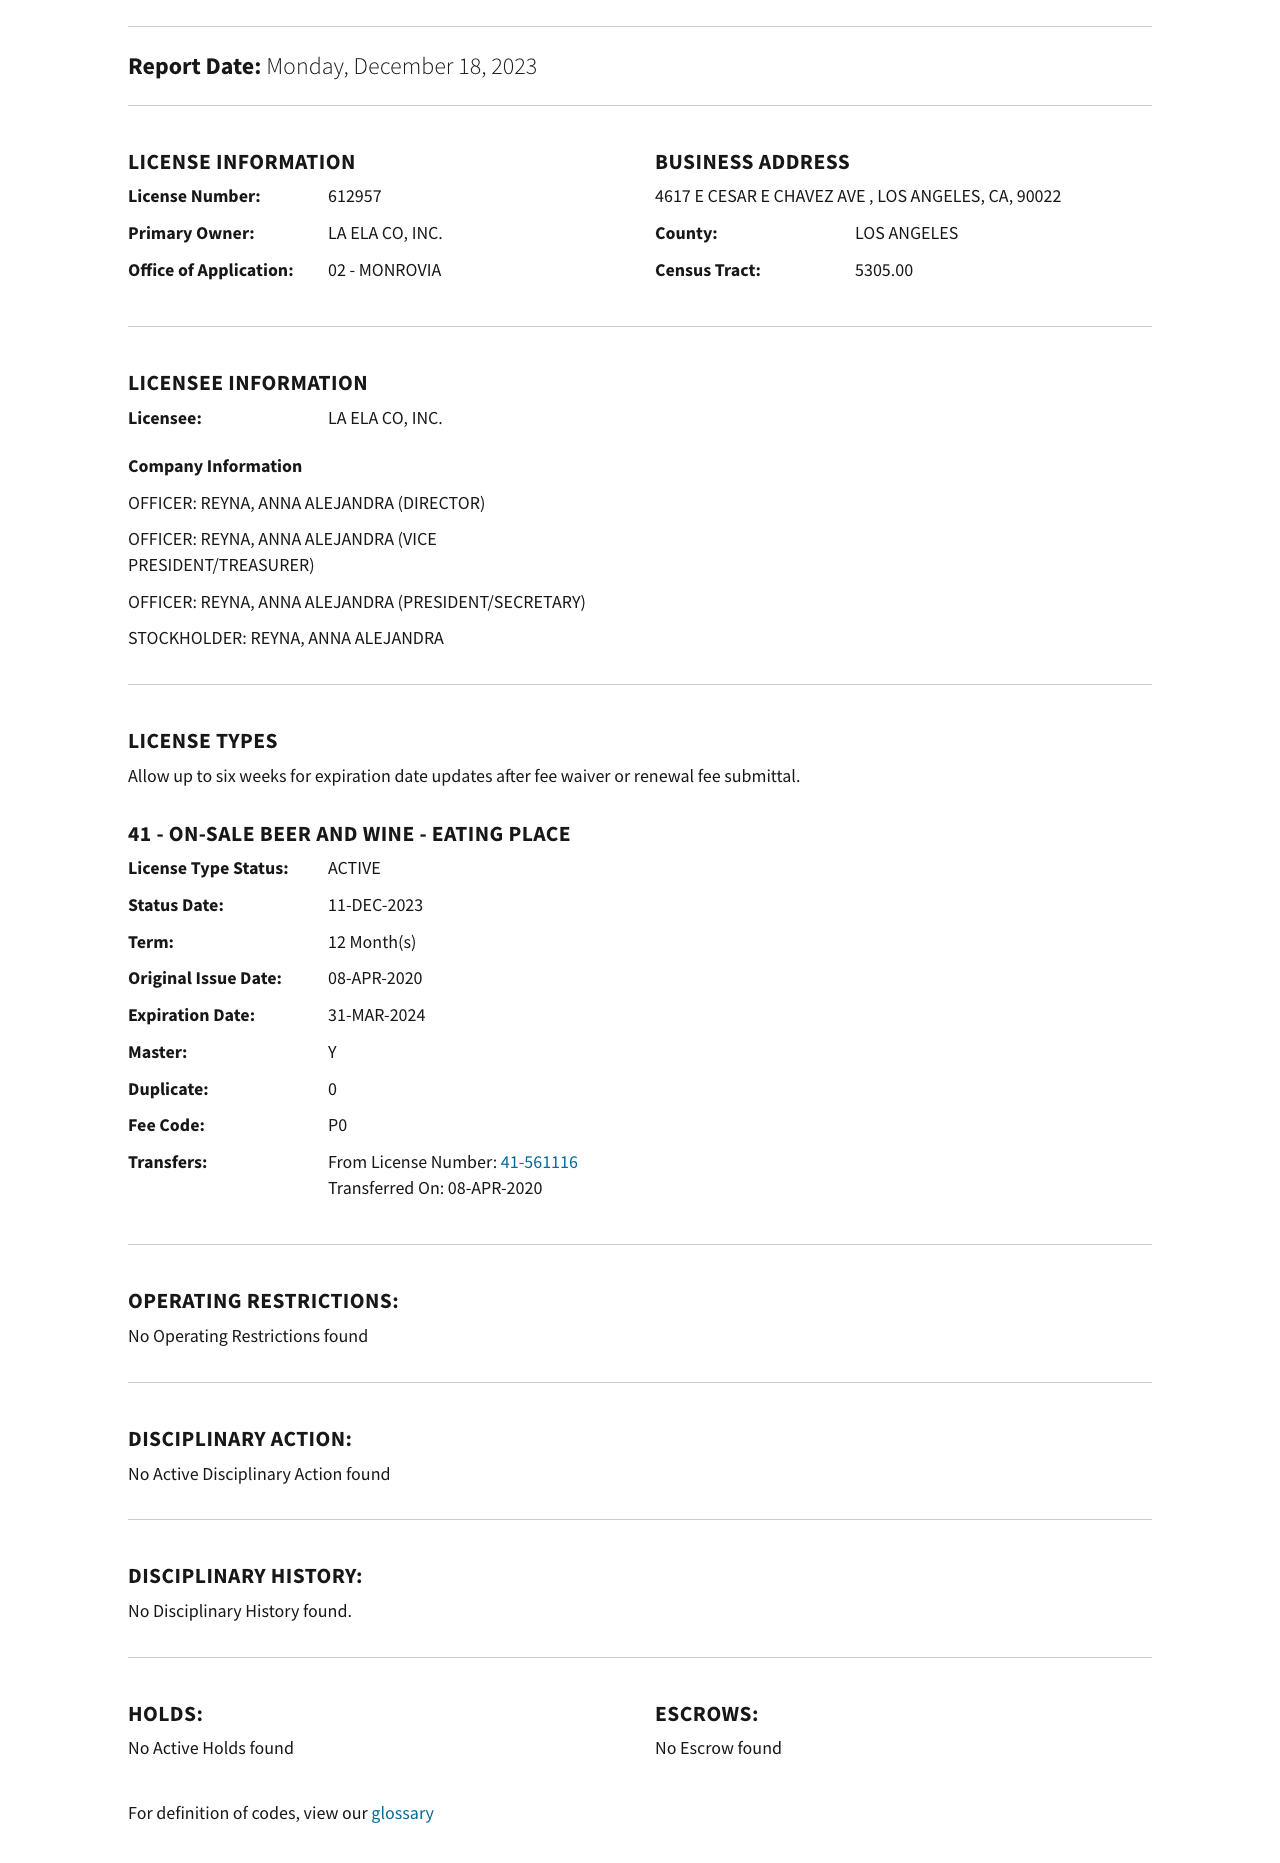 Report Date: Monday, December 18, 2023
LICENSE INFORMATION
License Number: 612957
Primary Owner: LA ELA CO, INC.
Office of Application: 02 - MONROVIA
BUSINESS ADDRESS
4617 E CESAR E CHAVEZ AVE , LOS ANGELES, CA, 90022
County: LOS ANGELES
Census Tract: 5305.00
LICENSEE INFORMATION
Licensee: LA ELA CO, INC.
Company Information
OFFICER: REYNA, ANNA ALEJANDRA (DIRECTOR)
OFFICER: REYNA, ANNA ALEJANDRA (VICE
PRESIDENT/TREASURER)
OFFICER: REYNA, ANNA ALEJANDRA (PRESIDENT/SECRETARY)
STOCKHOLDER: REYNA, ANNA ALEJANDRA
LICENSE TYPES
Allow up to six weeks for expiration date updates after fee waiver or renewal fee submittal.
41 - ON-SALE BEER AND WINE - EATING PLACE
License Type Status: ACTIVE
Status Date: 11-DEC-2023
Term: 12 Month(s)
Original Issue Date: 08-APR-2020
Expiration Date: 31-MAR-2024
Master: Y
Duplicate: 0
Fee Code: P0
Transfers: From License Number: 41-561116
Transferred On: 08-APR-2020
OPERATING RESTRICTIONS:
No Operating Restrictions found
DISCIPLINARY ACTION:
No Active Disciplinary Action found
DISCIPLINARY HISTORY:
No Disciplinary History found.
HOLDS:
No Active Holds found
ESCROWS:
No Escrow found
For definition of codes, view our glossary